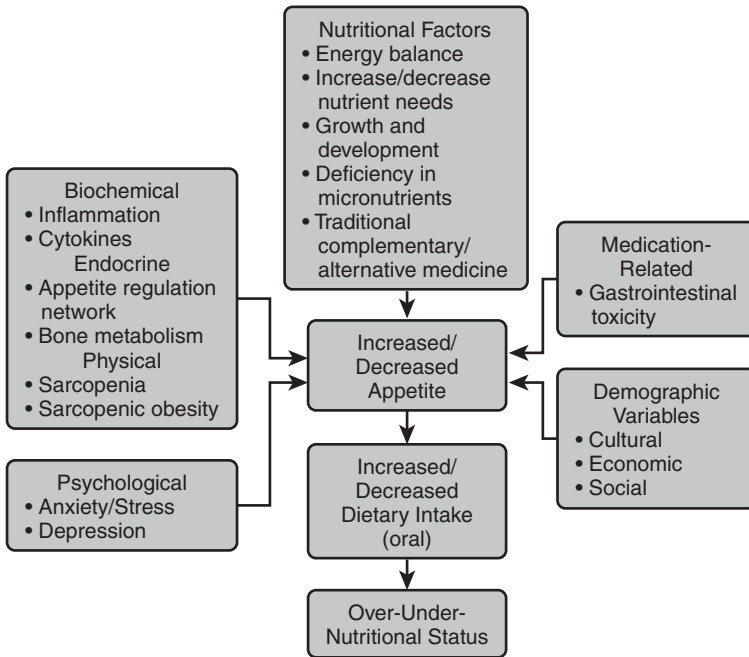 Nutritional Factors
• Energy balance
• Increase/decrease
nutrient needs
• Growth and
development
• Deficiency in
micronutrients
• Traditional
complementary/
alternative medicine
Biochemical
• Inflammation
• Cytokines
Endocrine
• Appetite regulation
network
• Bone metabolism
Physical
• Sarcopenia
• Sarcopenic obesity
Psychological
• Anxiety/Stress
• Depression
Medication-
Related
• Gastrointestinal
toxicity
Demographic
Variables
• Cultural
• Economic
• Social
Increased/
Decreased
Appetite
Increased/
Decreased
Dietary Intake
(oral)
Over-Under-
Nutritional Status